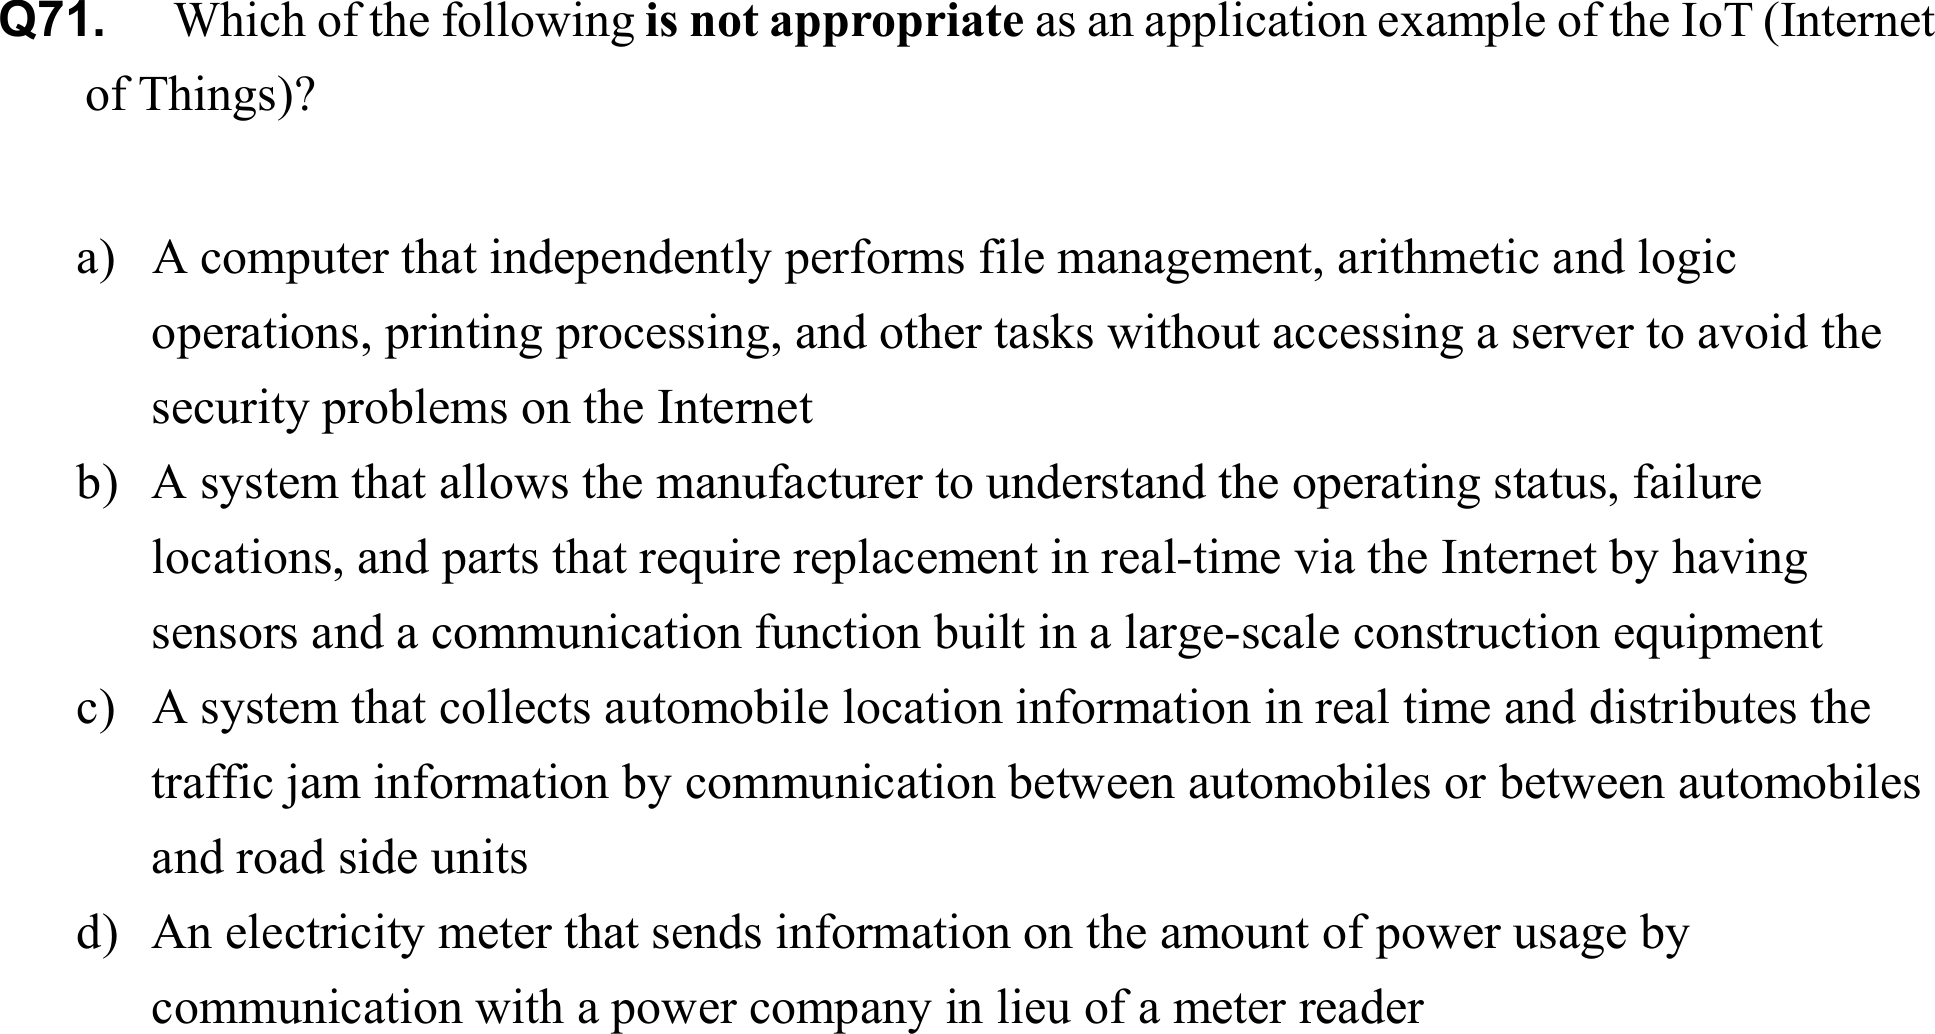 Q71. Which of the following is not appropriate as an application example of the IoT (Internet
of Things)?
a) A computer that independently performs file management, arithmetic and logic
operations, printing processing, and other tasks without accessing a server to avoid the
security problems on the Internet
b) A system that allows the manufacturer to understand the operating status, failure
locations, and parts that require replacement in real-time via the Internet by having
sensors and a communication function built in a large-scale construction equipment
c) A system that collects automobile location information in real time and distributes the
traffic jam information by communication between automobiles or between automobiles
and road side units
d) An electricity meter that sends information on the amount of power usage by
communication with a power company in lieu of a meter reader